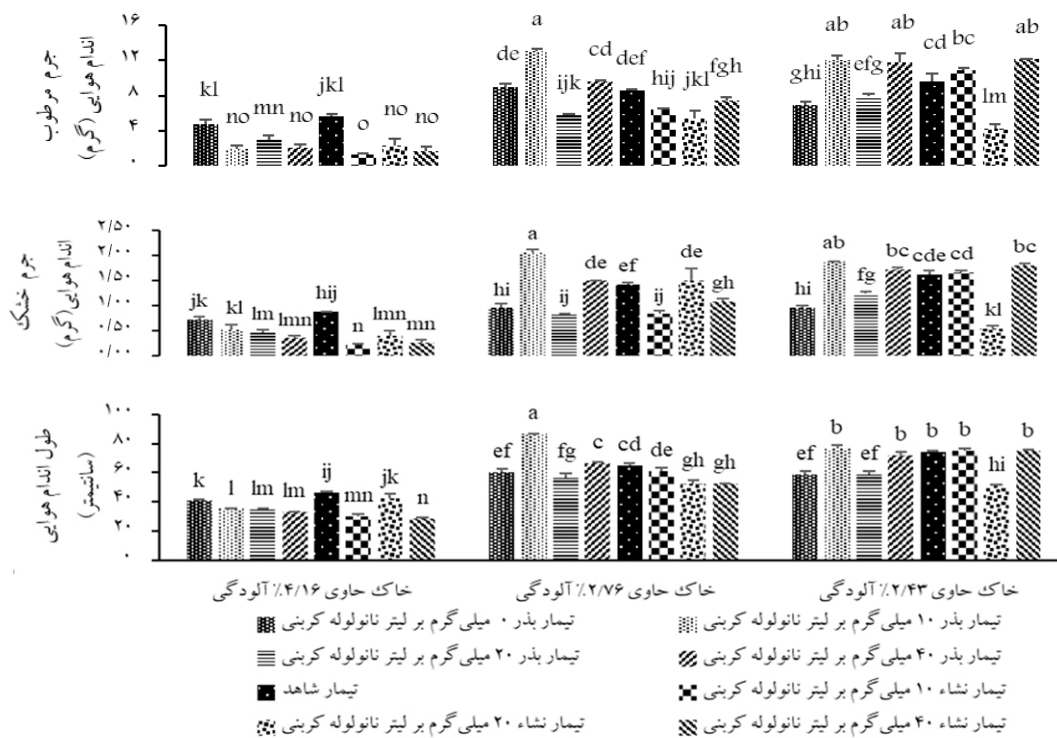 جرم مرطوب
اندام هوایی (گرم)
۱۶
۱۲
۸
۴
۰
kl no mn no jkl o no no
de a ijk cd def hij jkl fgh
ghi ab efg ab cd bc lm ab
جرم خشک
اندام هوایی (گرم)
۲/۵۰
۲/۰۰
۱/۵۰
۱/۰۰
۰/۵۰
۰/۰۰
jk kl lm lmn hij n lmn mn
hi a ij de ef ij de gh
hi ab fg bc cde cd kl bc
طول اندام هوایی
(سانتیمتر)
۱۰۰
۸۰
۶۰
۴۰
۲۰
۰
k l lm lm ij mn jk n
ef a fg c cd de gh gh
ef b ef b b b hi b
خاک حاوی ۴/۱۶٪ آلودگی
خاک حاوی ۲/۷۶٪ آلودگی
خاک حاوی ۲/۴۳٪ آلودگی
تیمار بذر ۰ میلی‌گرم بر لیتر نانولوله کربنی
تیمار بذر ۱۰ میلی‌گرم بر لیتر نانولوله کربنی
تیمار بذر ۲۰ میلی‌گرم بر لیتر نانولوله کربنی
تیمار بذر ۴۰ میلی‌گرم بر لیتر نانولوله کربنی
تیمار شاهد
تیمار نشاء ۱۰ میلی‌گرم بر لیتر نانولوله کربنی
تیمار نشاء ۲۰ میلی‌گرم بر لیتر نانولوله کربنی
تیمار نشاء ۴۰ میلی‌گرم بر لیتر نانولوله کربنی